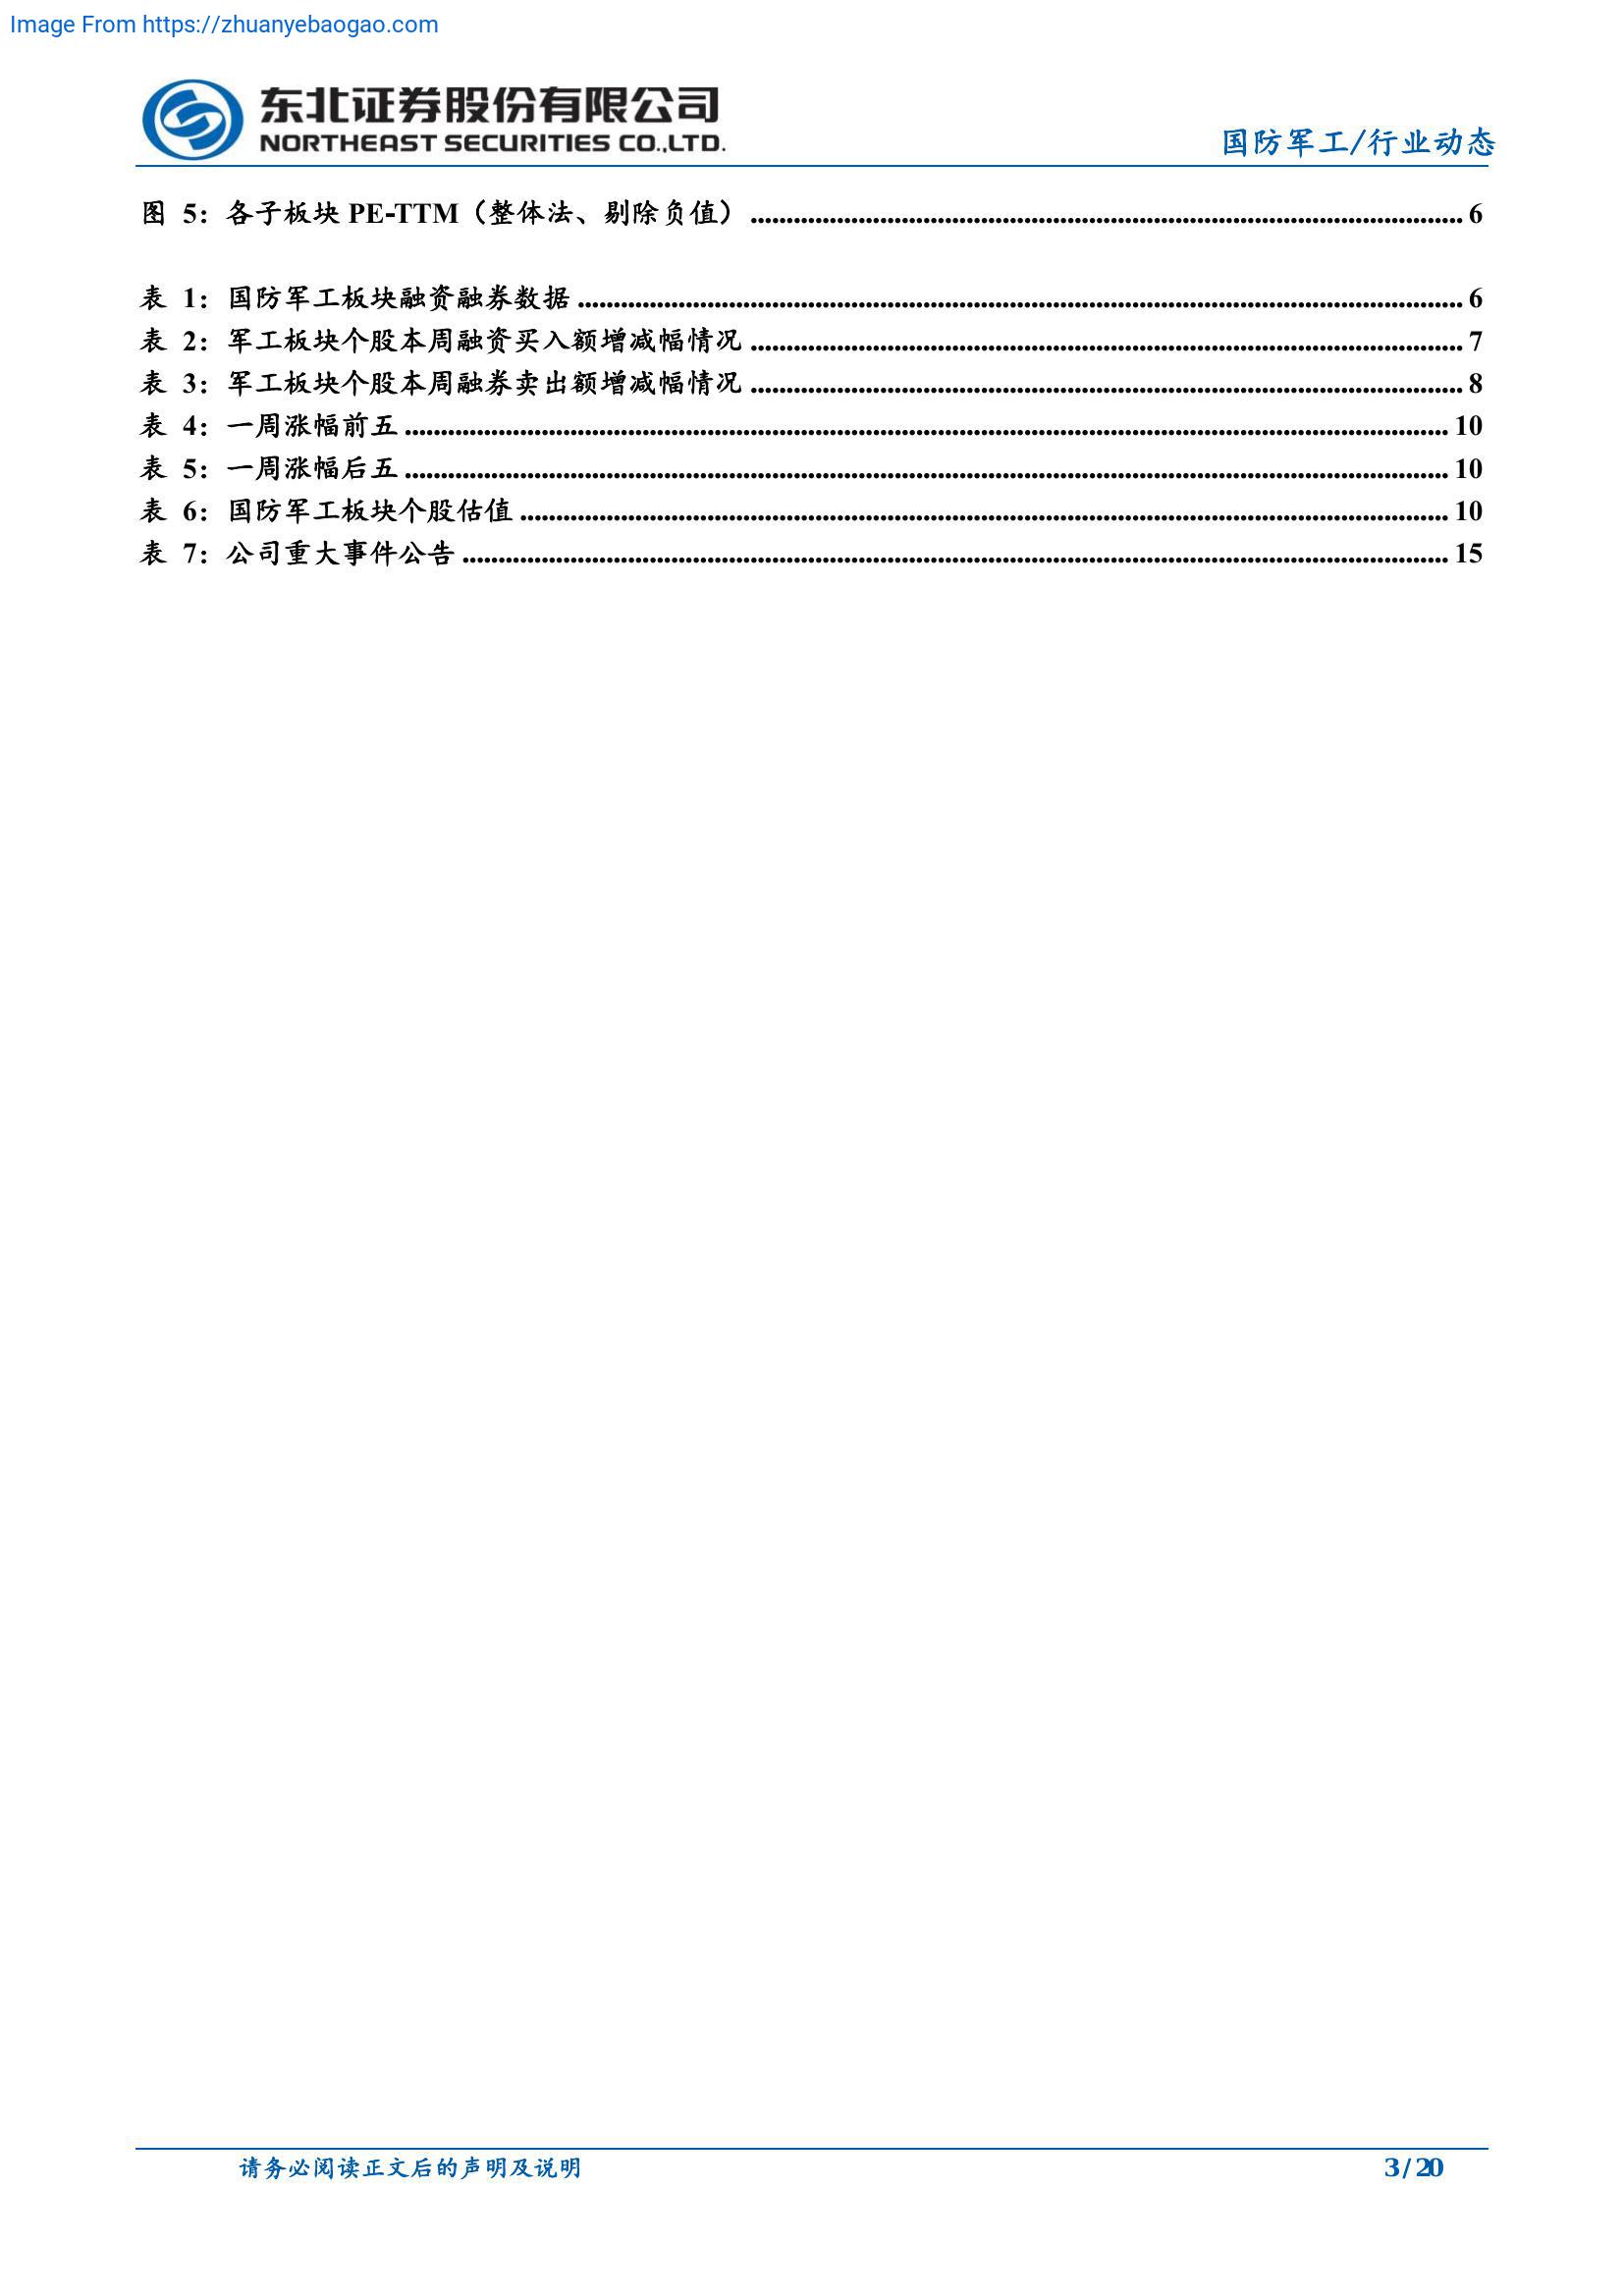 Image From https://zhuanyebaogao.com
东北证券股份有限公司
NORTHEAST SECURITIES CO.,LTD.
国防军工/行业动态
图 5：各子板块 PE-TTM（整体法、剔除负值） 6
表 1：国防军工板块融资融券数据 6
表 2：军工板块个股本周融资买入额增减幅情况 7
表 3：军工板块个股本周融券卖出额增减幅情况 8
表 4：一周涨幅前五 10
表 5：一周涨幅后五 10
表 6：国防军工板块个股估值 10
表 7：公司重大事件公告 15
请务必阅读正文后的声明及说明 3 / 20